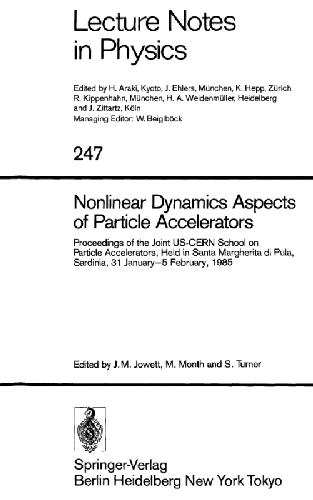 Lecture Notes
in Physics
Edited by H. Araki, Kyoto, J. Ehlers, München, K. Hepp, Zürich
R. Kippenhahn, München, H. A. Weidenmüller, Heidelberg
and J. Zittartz, Köln
Managing Editor: W. Beiglböck
247
Nonlinear Dynamics Aspects
of Particle Accelerators
Proceedings of the Joint US-CERN School on
Particle Accelerators, Held in Santa Margherita di Pula,
Sardinia, 31 January–5 February, 1985
Edited by J. M. Jowett, M. Month and S. Turner
Springer-Verlag
Berlin Heidelberg New York Tokyo